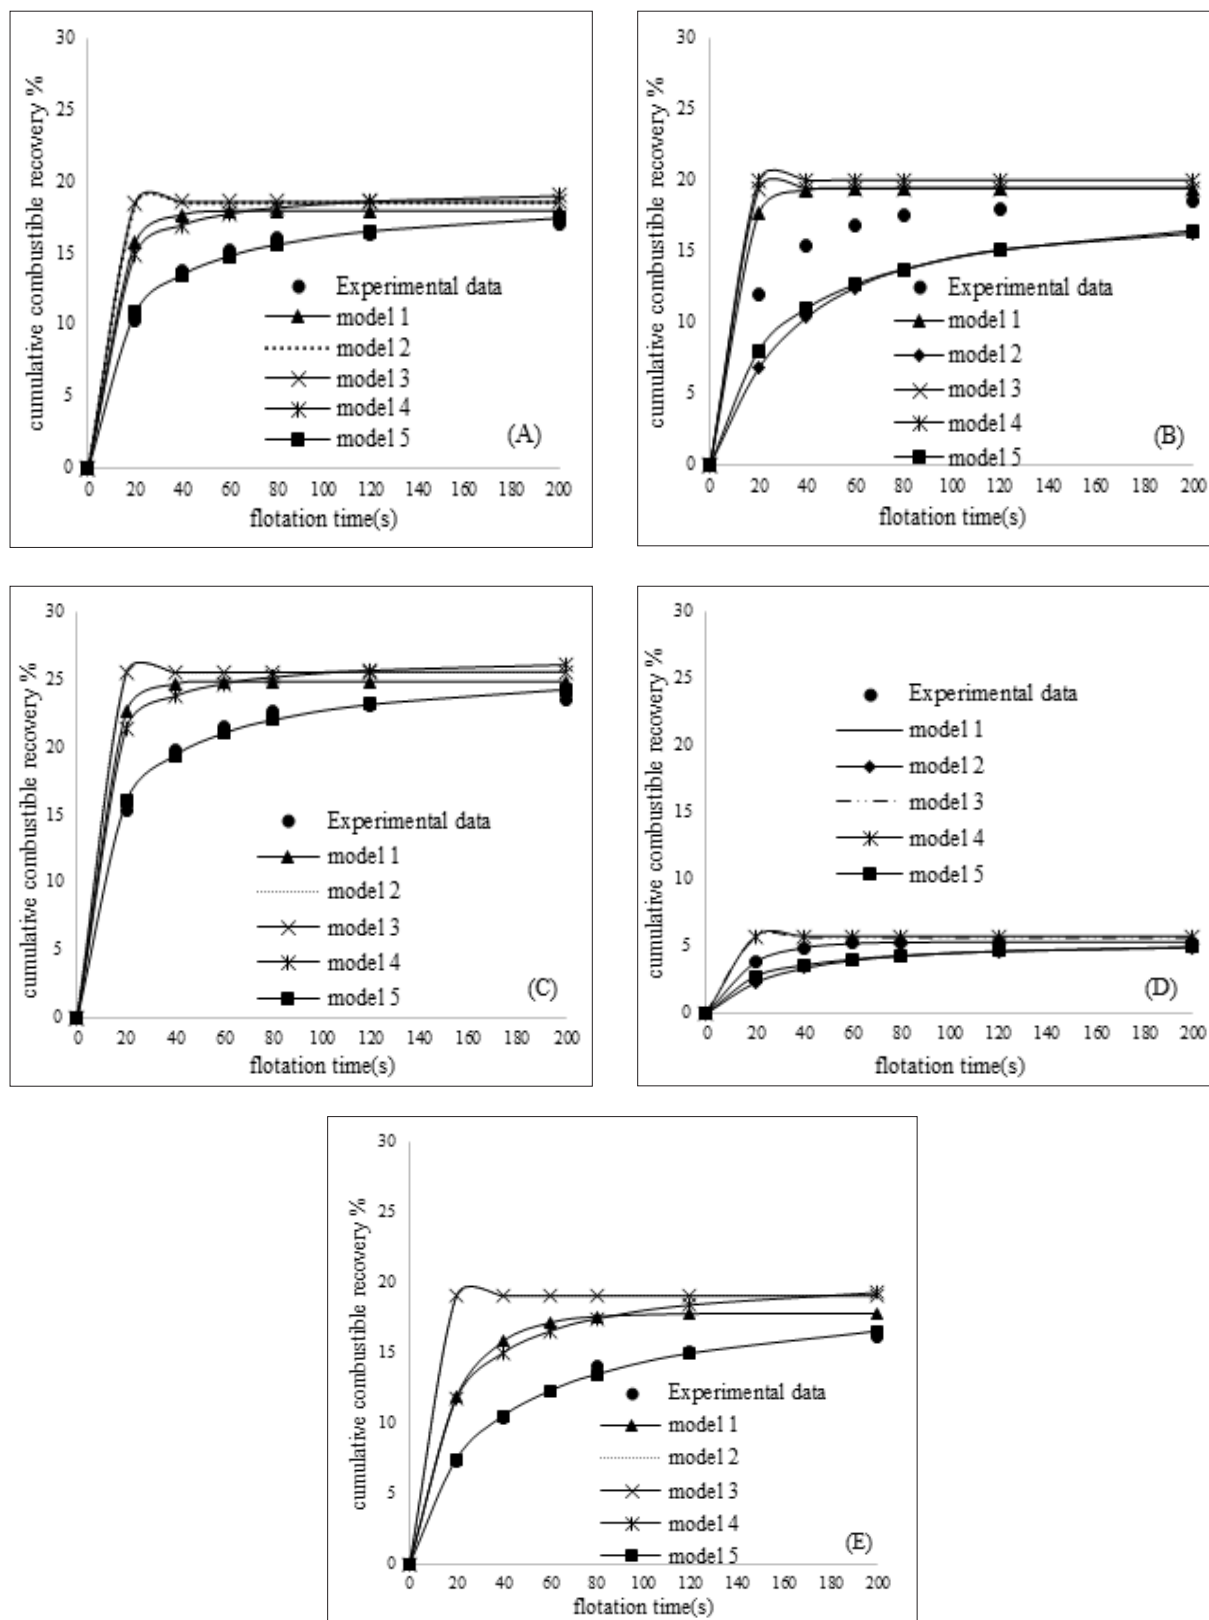 cumulative combustible recovery %
30
25
20
15
10
5
0
Experimental data
model 1
model 2
model 3
model 4
model 5
(A)
0 20 40 60 80 100 120 140 160 180 200
flotation time(s)
cumulative combustible recovery %
30
25
20
15
10
5
0
Experimental data
model 1
model 2
model 3
model 4
model 5
(B)
0 20 40 60 80 100 120 140 160 180 200
flotation time(s)
cumulative combustible recovery %
30
25
20
15
10
5
0
Experimental data
model 1
model 2
model 3
model 4
model 5
(C)
0 20 40 60 80 100 120 140 160 180 200
flotation time(s)
cumulative combustible recovery %
30
25
20
15
10
5
0
Experimental data
model 1
model 2
model 3
model 4
model 5
(D)
0 20 40 60 80 100 120 140 160 180 200
flotation time(s)
cumulative combustible recovery %
30
25
20
15
10
5
0
Experimental data
model 1
model 2
model 3
model 4
model 5
(E)
0 20 40 60 80 100 120 140 160 180 200
flotation time(s)